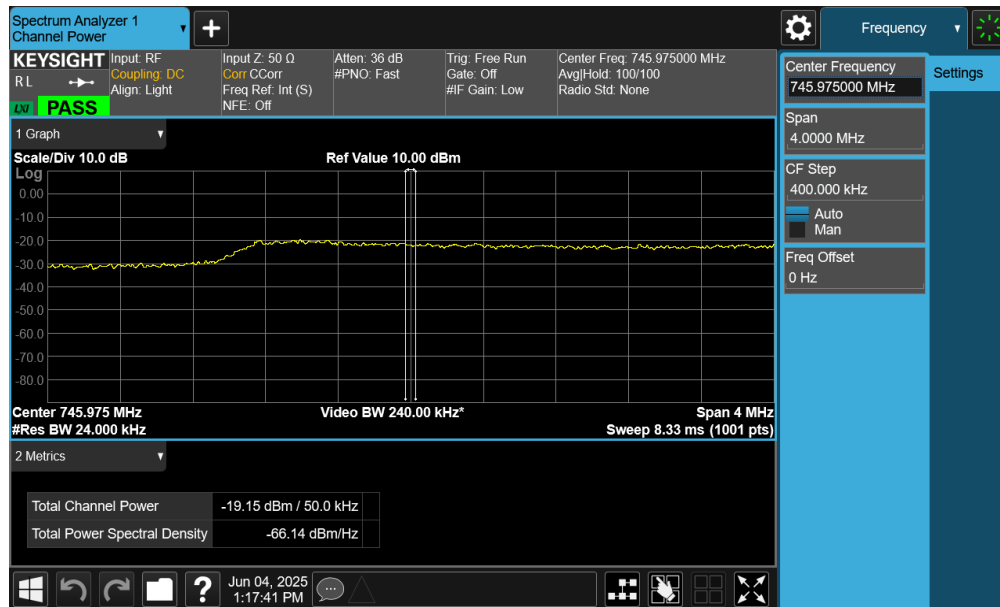 Spectrum Analyzer 1
Channel Power
+
Frequency
KEYSIGHT
RL
LXI PASS
Input: RF
Coupling: DC
Align: Light
Input Z: 50 Ω
Corr CCorr
Freq Ref: Int (S)
NFE: Off
Atten: 36 dB
#PNO: Fast
Trig: Free Run
Gate: Off
#IF Gain: Low
Center Freq: 745.975000 MHz
Avg|Hold: 100/100
Radio Std: None
Center Frequency
745.975000 MHz
Settings
Span
4.0000 MHz
CF Step
400.000 kHz
Auto
Man
Freq Offset
0 Hz
1 Graph
Scale/Div 10.0 dB
Ref Value 10.00 dBm
Log
0.00
-10.0
-20.0
-30.0
-40.0
-50.0
-60.0
-70.0
-80.0
Center 745.975 MHz
Video BW 240.00 kHz*
Span 4 MHz
#Res BW 24.000 kHz
Sweep 8.33 ms (1001 pts)
2 Metrics
Total Channel Power -19.15 dBm / 50.0 kHz
Total Power Spectral Density -66.14 dBm/Hz
?
Jun 04, 2025
1:17:41 PM